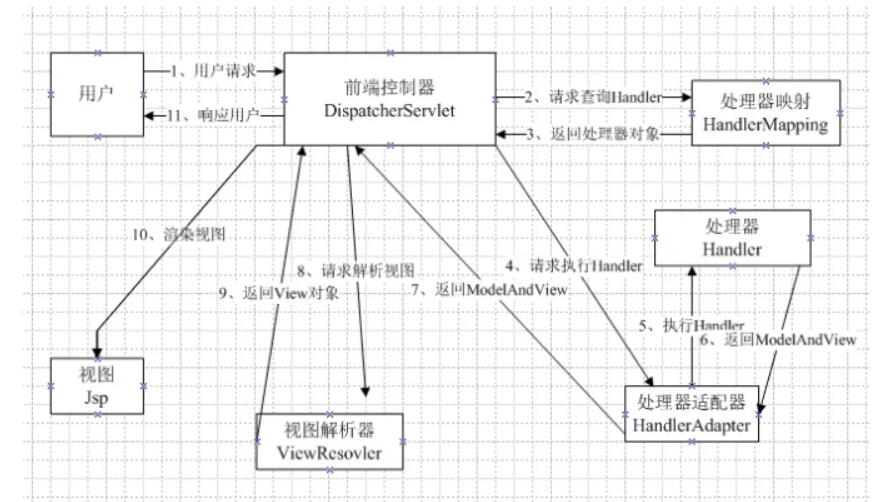 用户
1、用户请求
11、响应用户
前端控制器
DispatcherServlet
2、请求查询Handler
3、返回处理器对象
处理器映射
HandlerMapping
处理器
Handler
10、渲染视图
8、请求解析视图
9、返回View对象
4、请求执行Handler
7、返回ModelAndView
5、执行Handler
6、返回ModelAndView
视图
Jsp
视图解析器
ViewResovler
处理器适配器
HandlerAdapter